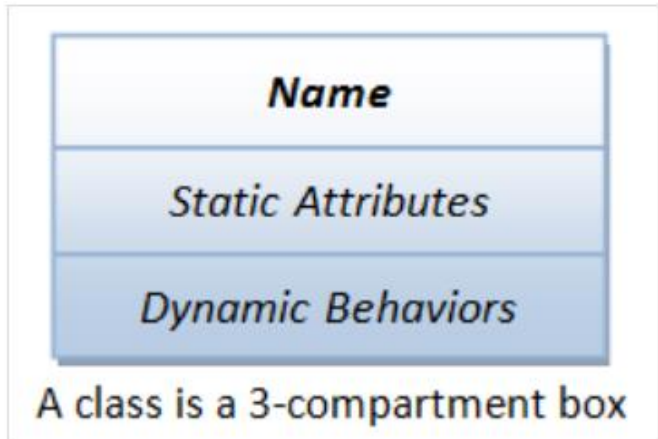 Name
Static Attributes
Dynamic Behaviors
A class is a 3-compartment box